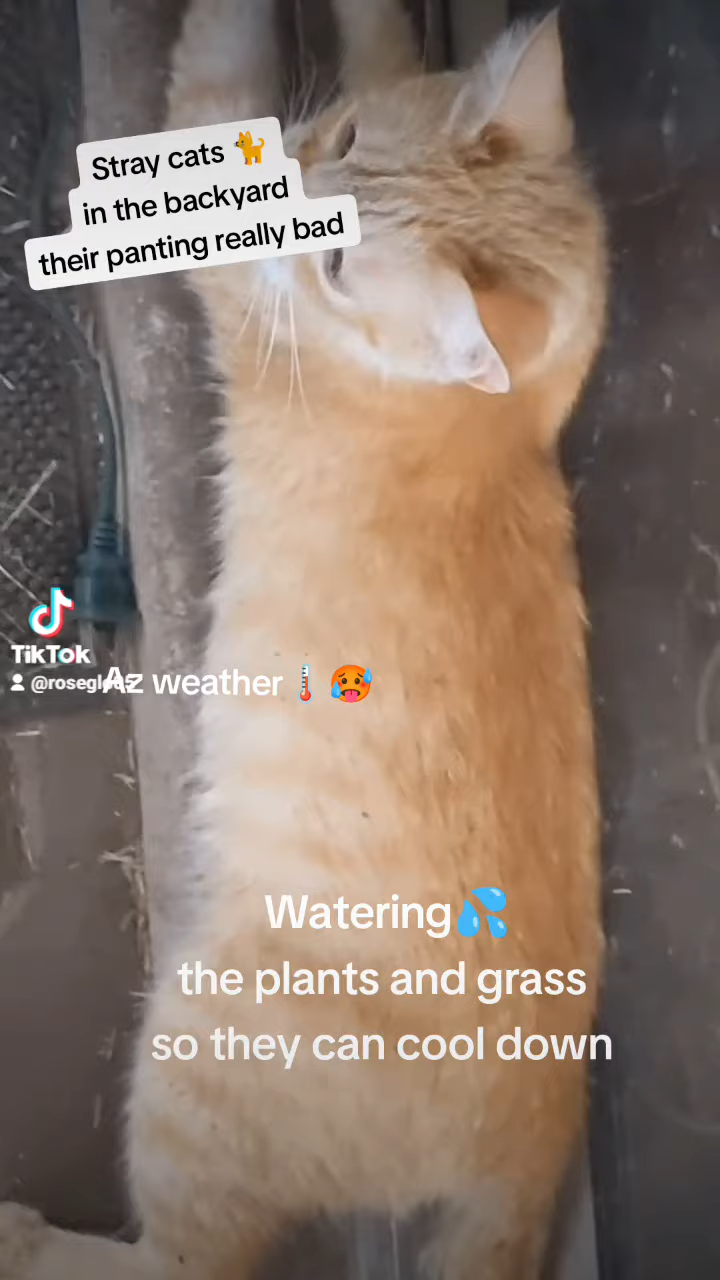 Stray cats 🐈
in the backyard
their panting really bad
TikTok
Az weather 🌡️ 🥵
Watering💦
the plants and grass
so they can cool down